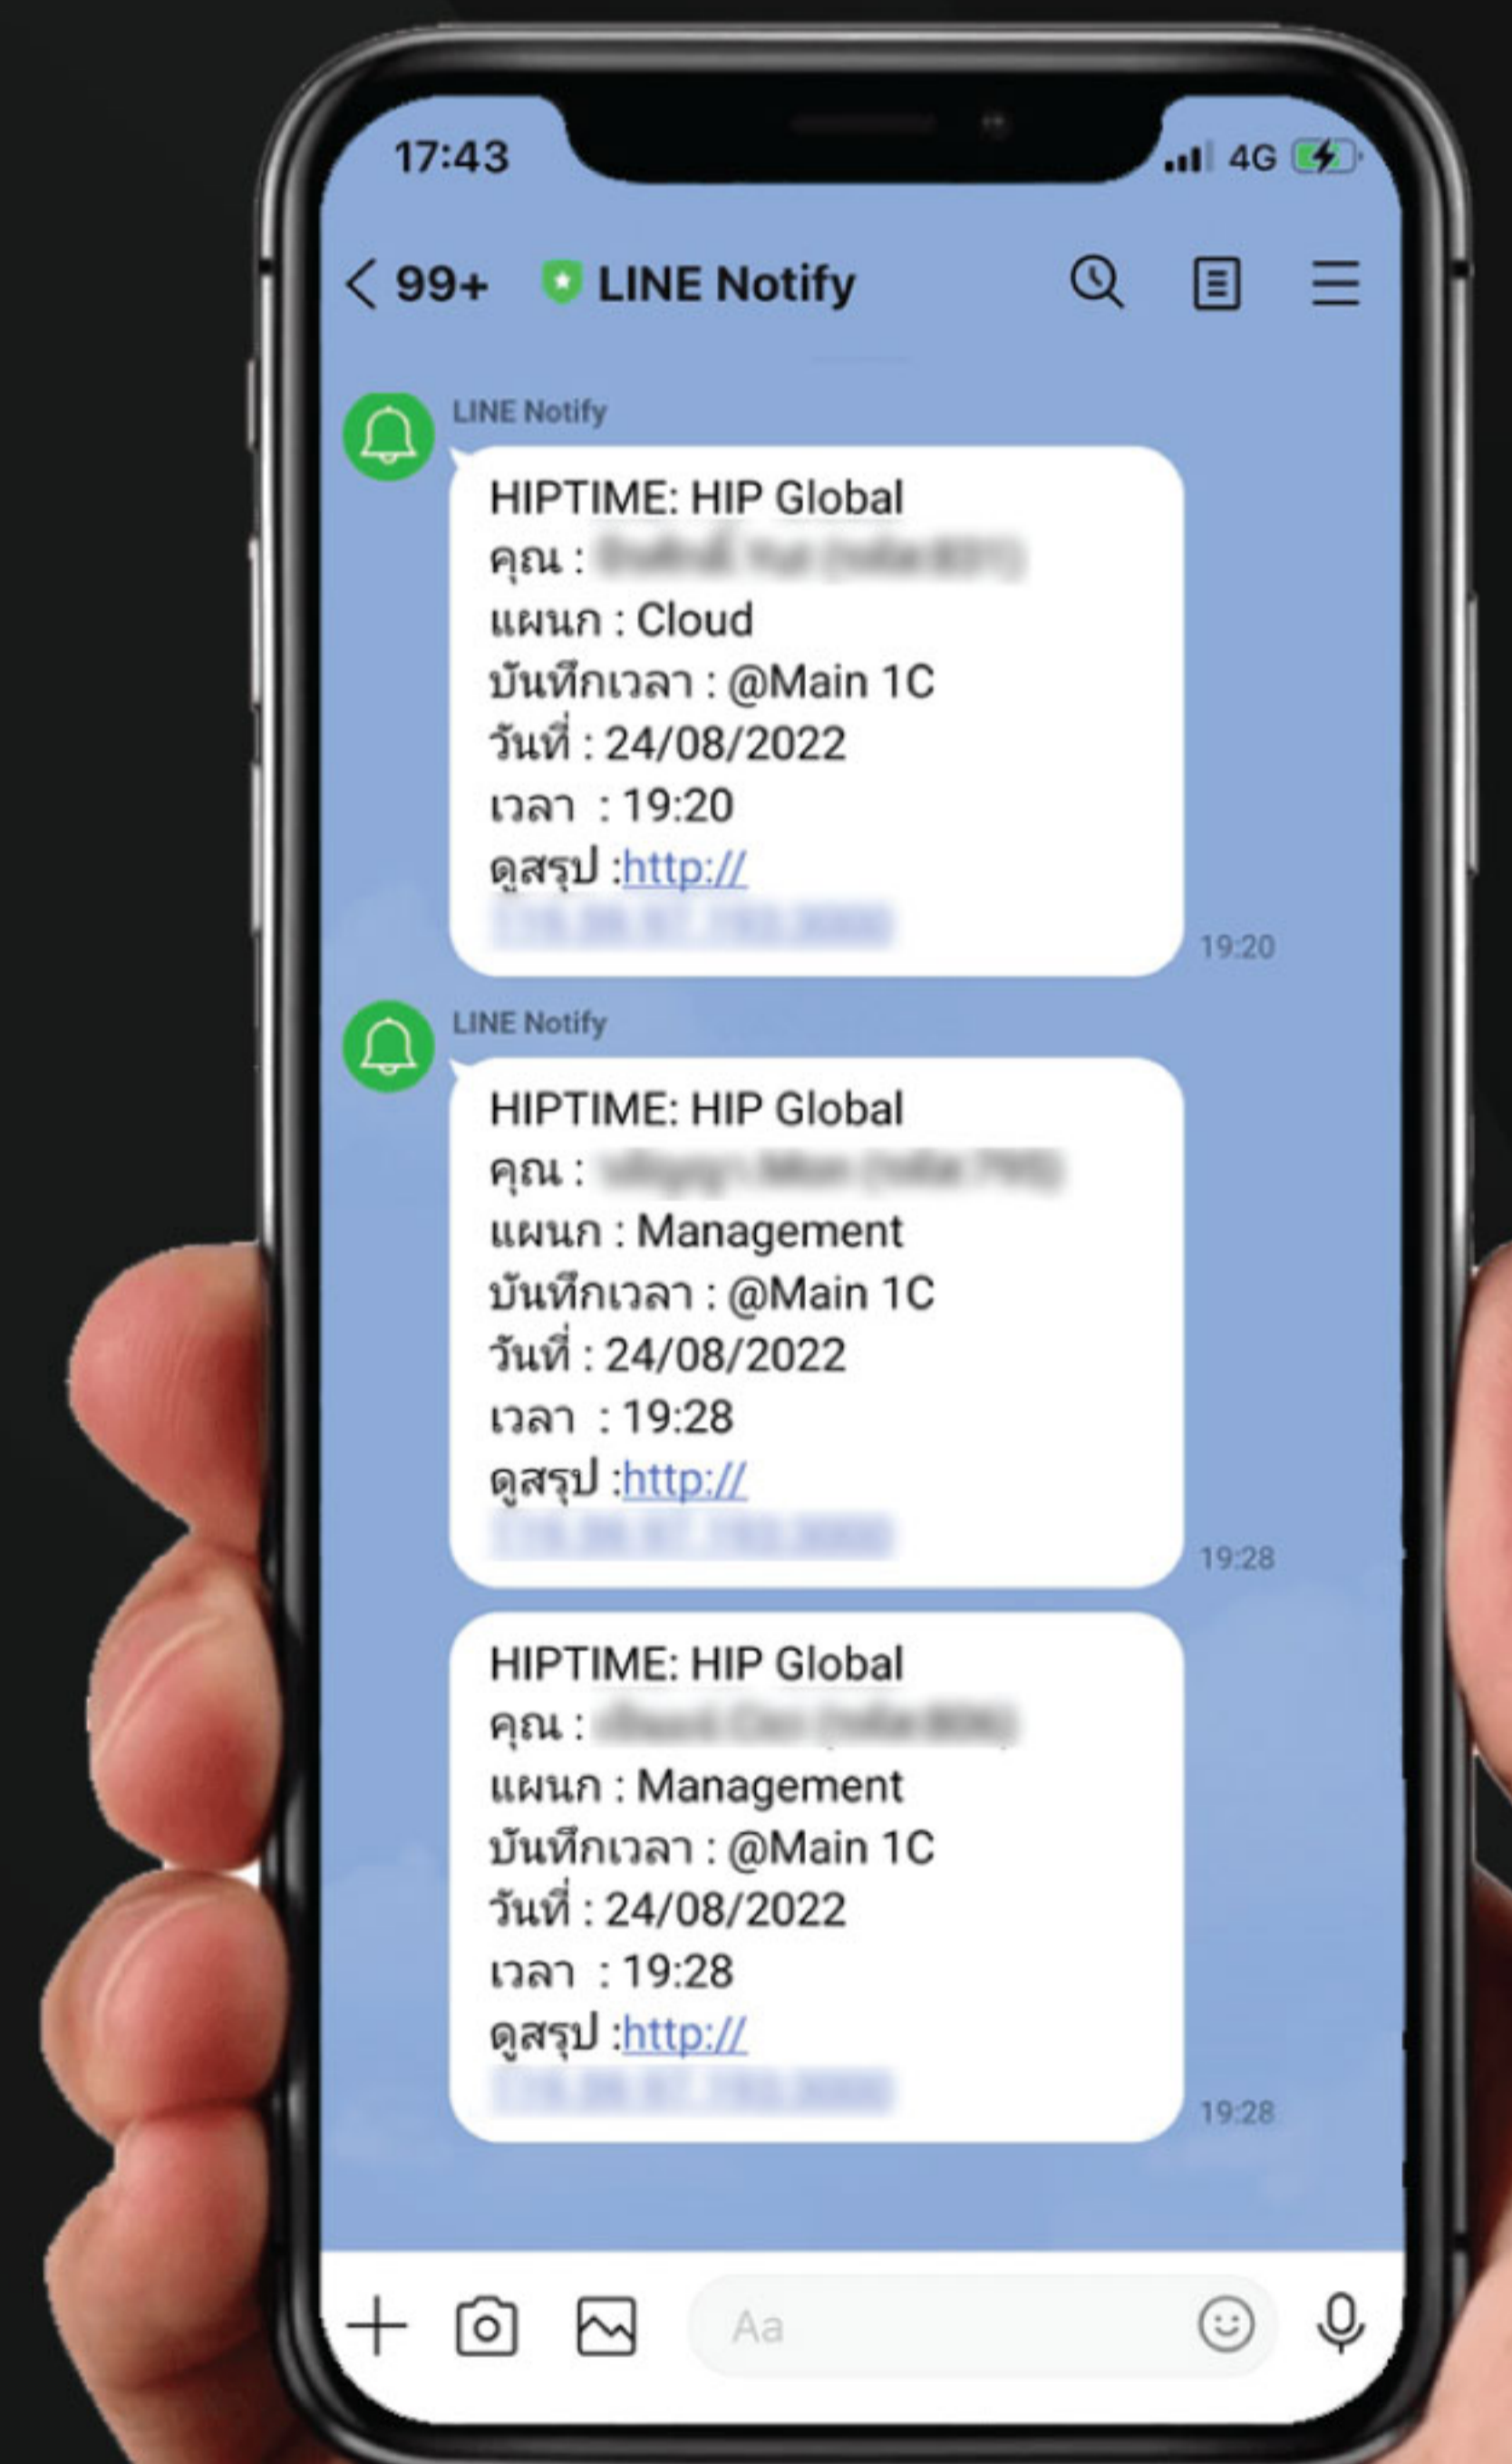 17:43
4G
99+ LINE Notify
LINE Notify
HIPTIME: HIP Global
คุณ :
แผนก : Cloud
บันทึกเวลา : @Main 1C
วันที่ : 24/08/2022
เวลา : 19:20
ดูสรุป :http://
19:20
LINE Notify
HIPTIME: HIP Global
คุณ :
แผนก : Management
บันทึกเวลา : @Main 1C
วันที่ : 24/08/2022
เวลา : 19:28
ดูสรุป :http://
19:28
HIPTIME: HIP Global
คุณ :
แผนก : Management
บันทึกเวลา : @Main 1C
วันที่ : 24/08/2022
เวลา : 19:28
ดูสรุป :http://
19:28
Aa